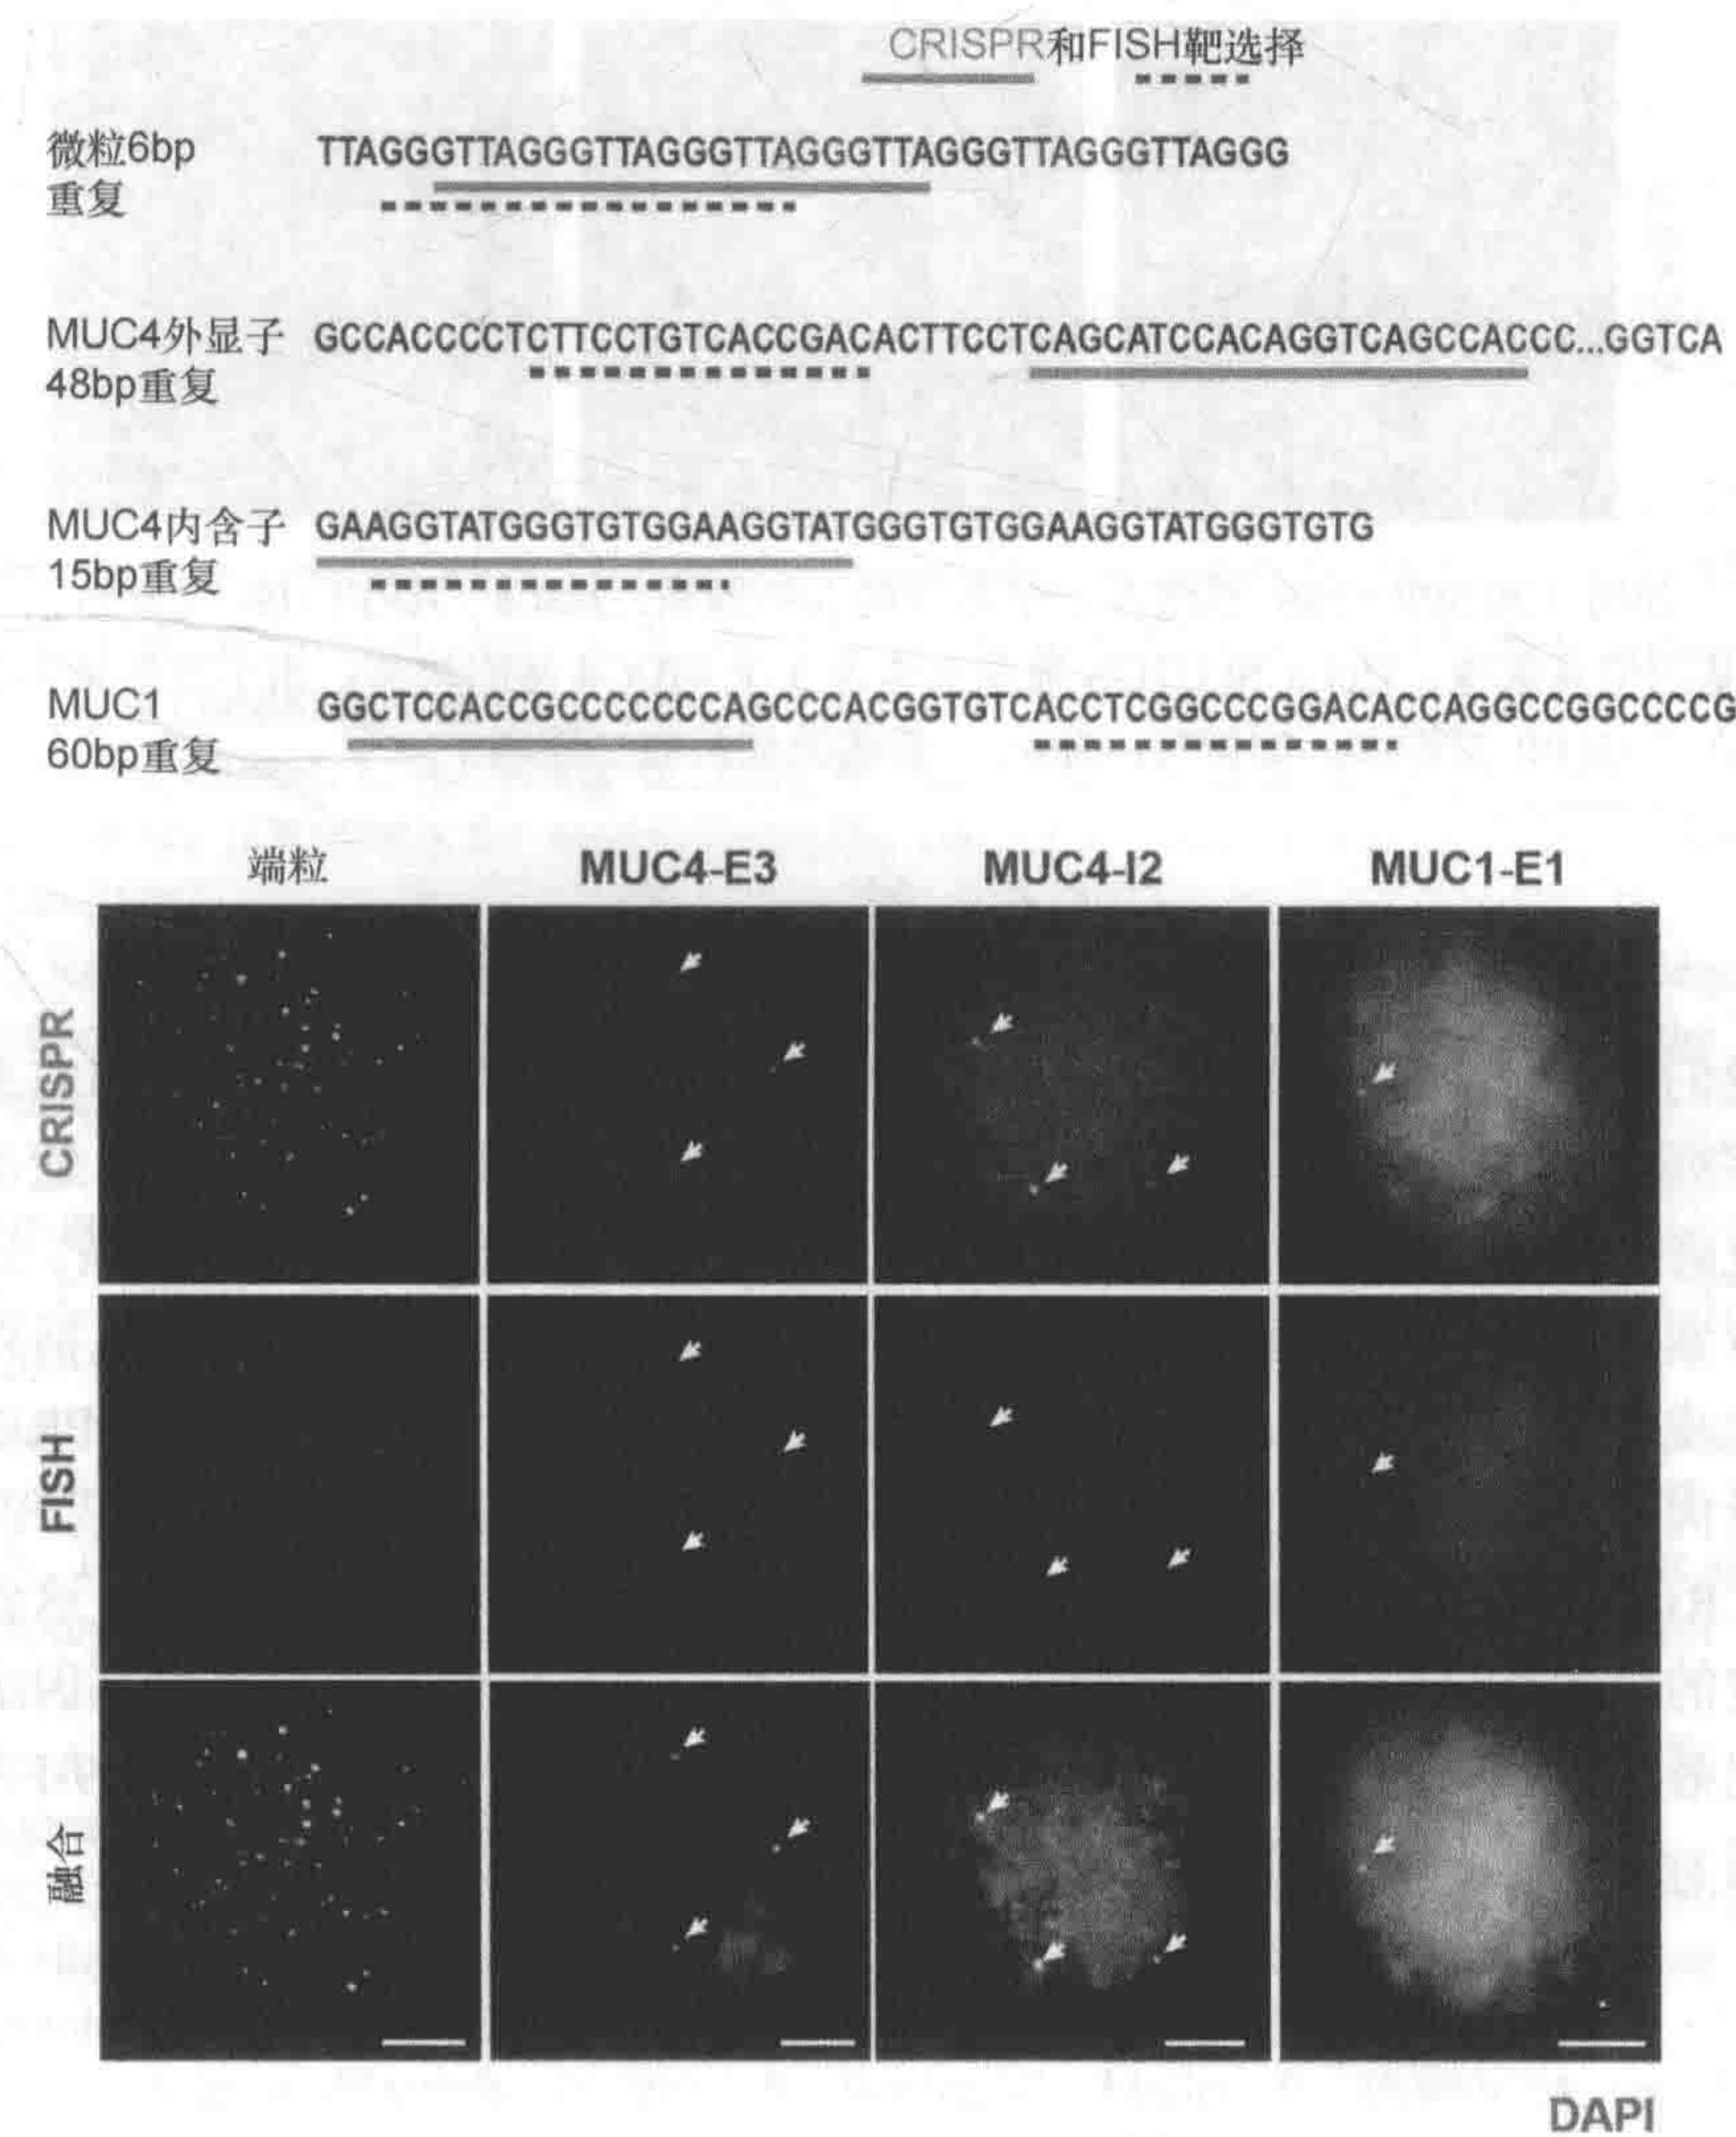 CRISPR和FISH靶选择
微粒6bp
重复
TTAGGGTTAGGGTTAGGGTTAGGGTTAGGGTTAGGGTTAGGG
MUC4外显子
48bp重复
GCCACCCCTCTTCCTGTCACCGACACTTCCTCAGCATCCACAGGTCAGCCACCC...GGTCA
MUC4内含子
15bp重复
GAAGGTATGGGTGTGGAAGGTATGGGTGTGGAAGGTATGGGTGTG
MUC1
60bp重复
GGCTCCACCGCCCCCCCAGCCCACGGTGTCACCTCGGCCCGGACACCAGGCCGGCCCCG
端粒
MUC4-E3
MUC4-I2
MUC1-E1
CRISPR
FISH
融合
DAPI